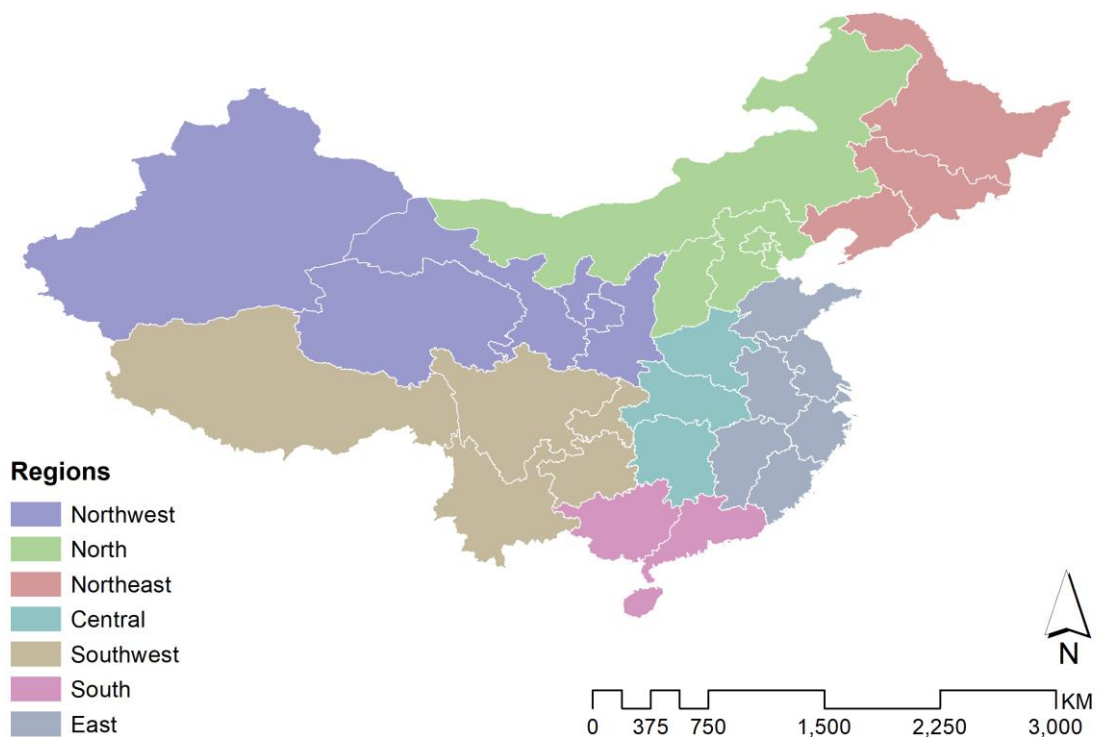 Regions
Northwest
North
Northeast
Central
Southwest
South
East
N
KM
0 375 750 1,500 2,250 3,000